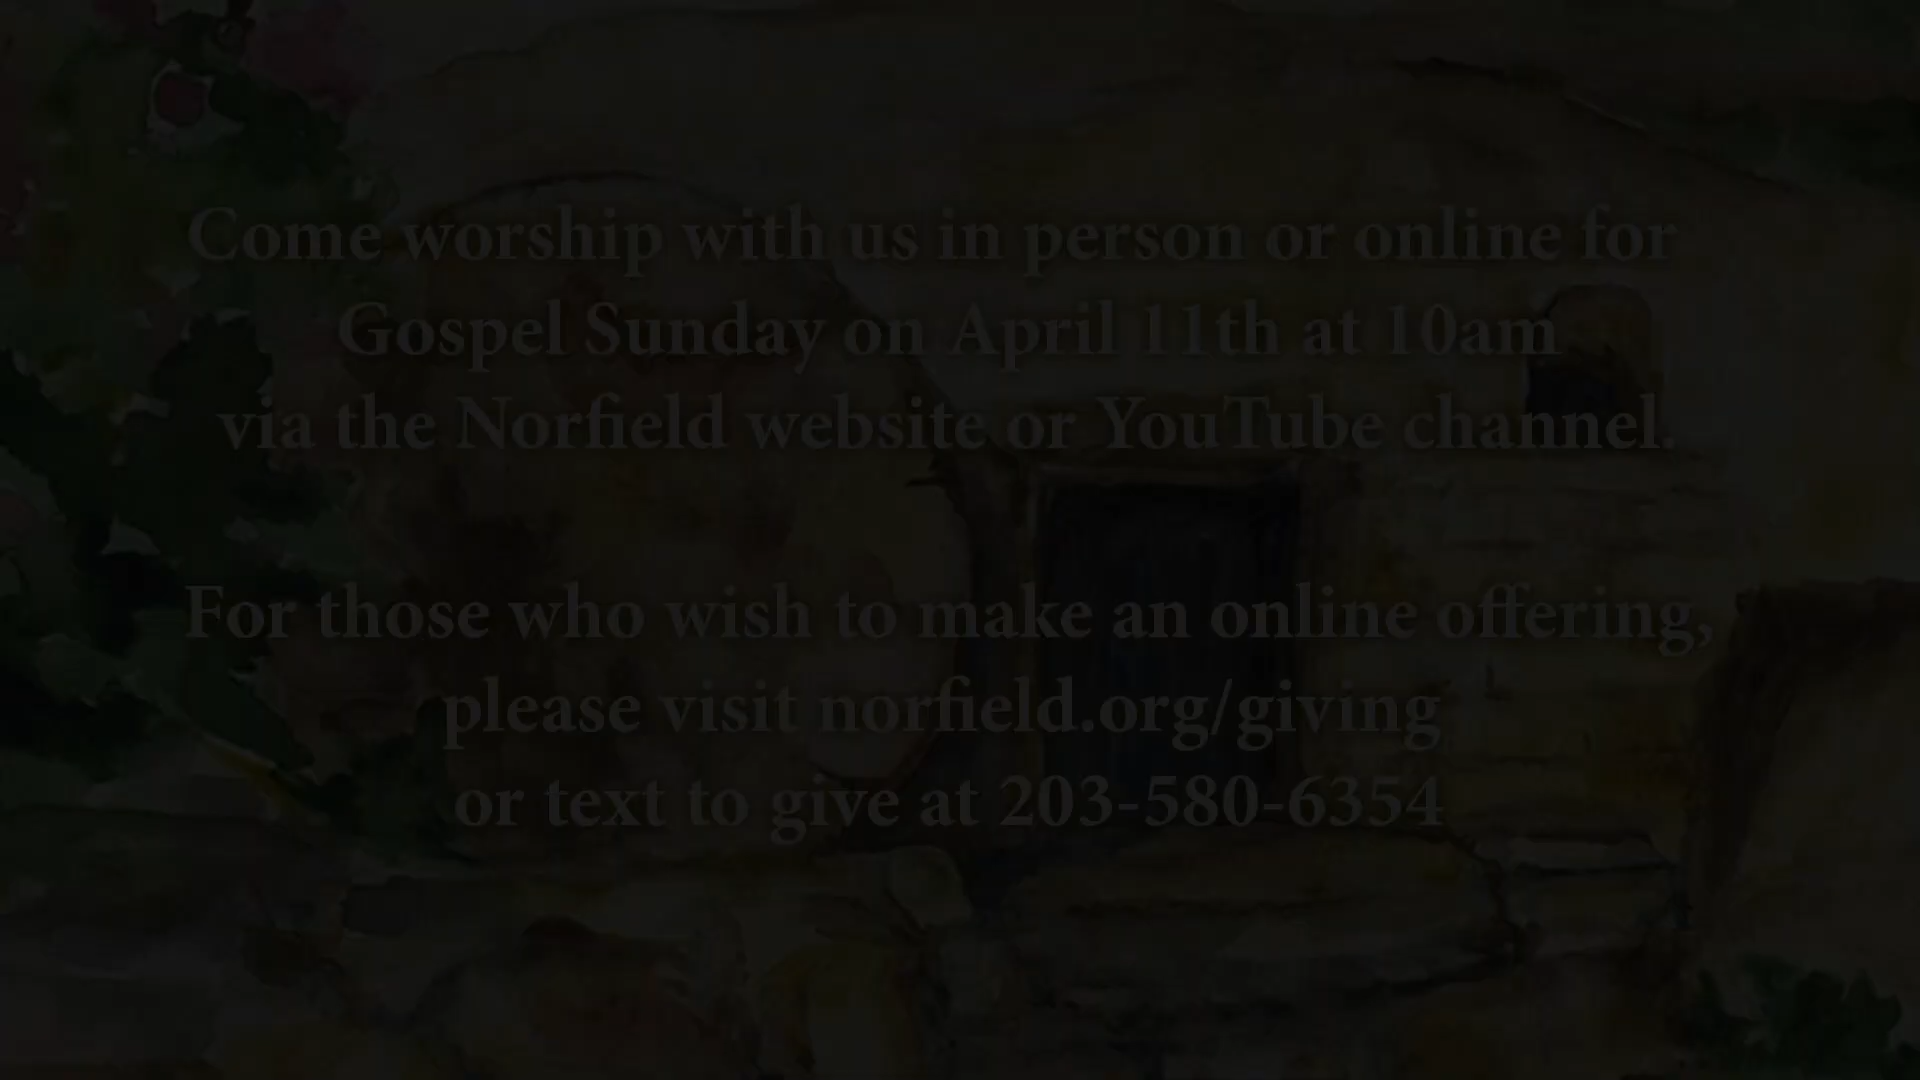 Come worship with us in person or online for
Gospel Sunday on April 11th at 10am
via the Norfield website or YouTube channel.
For those who wish to make an online offering,
please visit norfield.org/giving
or text to give at 203-580-6354